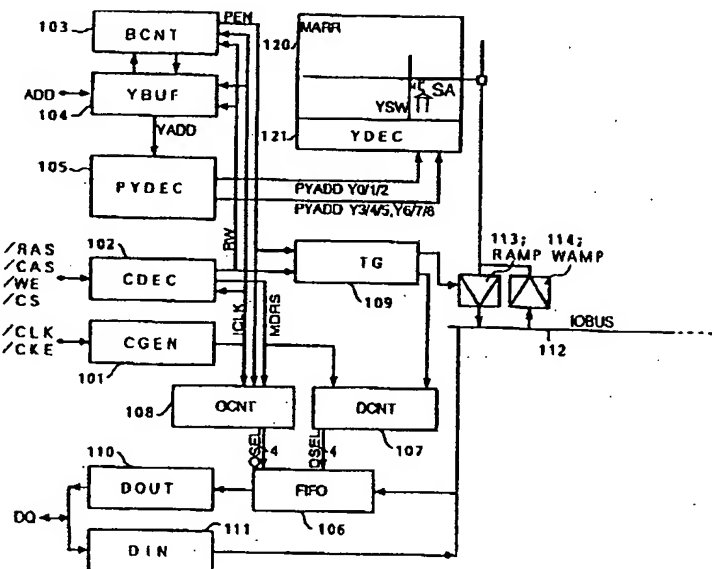 PEN
103
BCNT
120
MARR
ADD
YBUF
104
SA
YSW
121
YDEC
YADD
105
PYDEC
PYADD Y0/1/2
PYADD Y3/4/5,Y6/7/8
RW
/RAS
/CAS
/WE
/CS
102
CDEC
TG
109
113;
RAMP
114;
WAMP
ICLK
MDRS
IOBUS
112
/CLK
/CKE
CGEN
101
108
OCNT
DCNT
107
OSEL
4
DSEL
4
110
DOUT
FIFO
106
DQ
111
DIN